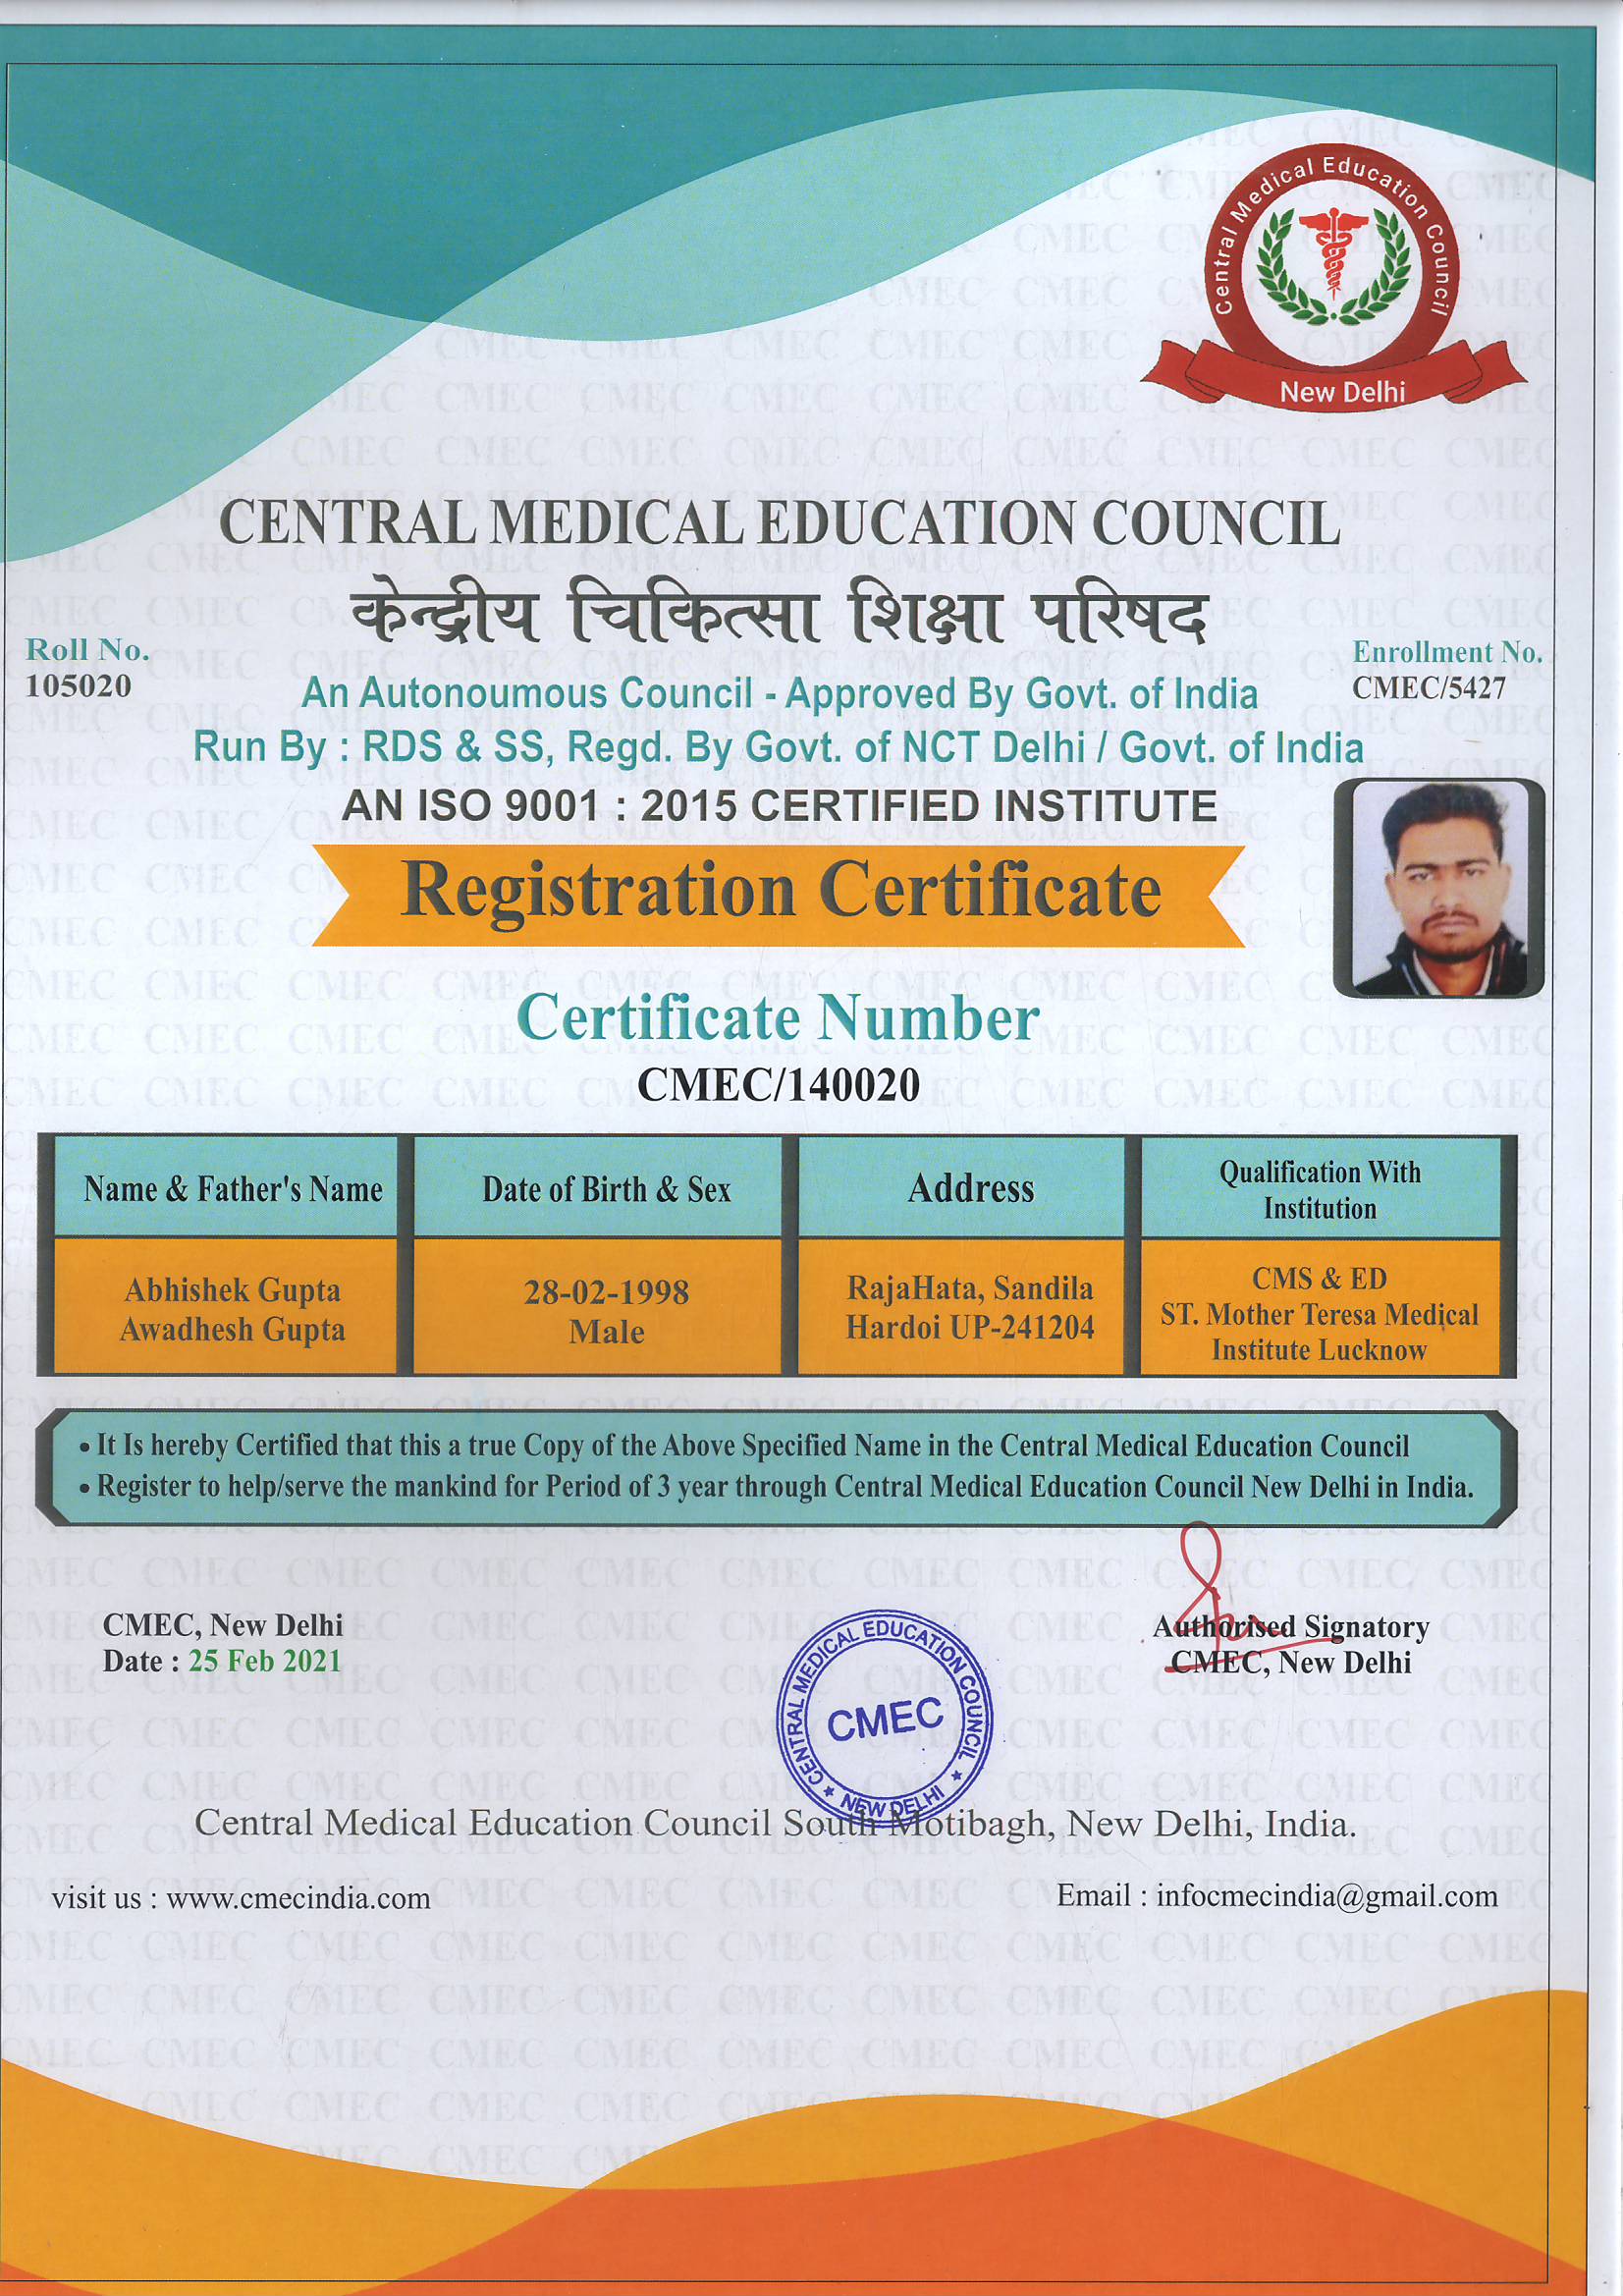 Central Medical Education Council
New Delhi
CENTRAL MEDICAL EDUCATION COUNCIL
केन्द्रीय चिकित्सा शिक्षा परिषद
Roll No.
105020
Enrollment No.
CMEC/5427
An Autonoumous Council - Approved By Govt. of India
Run By : RDS & SS, Regd. By Govt. of NCT Delhi / Govt. of India
AN ISO 9001 : 2015 CERTIFIED INSTITUTE
Registration Certificate
Certificate Number
CMEC/140020
Name & Father's Name
Date of Birth & Sex
Address
Qualification With
Institution
Abhishek Gupta
Awadhesh Gupta
28-02-1998
Male
RajaHata, Sandila
Hardoi UP-241204
CMS & ED
ST. Mother Teresa Medical
Institute Lucknow
• It Is hereby Certified that this a true Copy of the Above Specified Name in the Central Medical Education Council
• Register to help/serve the mankind for Period of 3 year through Central Medical Education Council New Delhi in India.
CMEC, New Delhi
Date : 25 Feb 2021
CENTRAL MEDICAL EDUCATION COUNCIL
CMEC
NEW DELHI
Authorised Signatory
CMEC, New Delhi
Central Medical Education Council South Motibagh, New Delhi, India.
visit us : www.cmecindia.com
Email : infocmecindia@gmail.com